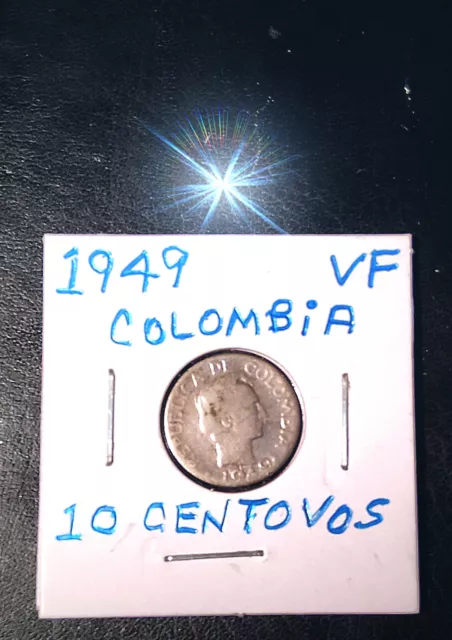 1949 VF
COLOMBiA
REPUBLICA DE COLOMBIA
10 CENTOVOS